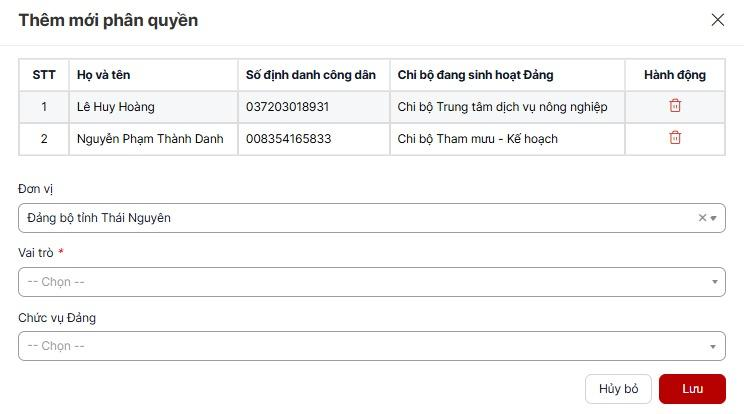 Thêm mới phân quyền
STT Họ và tên Số định danh công dân Chi bộ đang sinh hoạt Đảng Hành động
1 Lê Huy Hoàng 037203018931 Chi bộ Trung tâm dịch vụ nông nghiệp
2 Nguyễn Phạm Thành Danh 008354165833 Chi bộ Tham mưu - Kế hoạch
Đơn vị
Đảng bộ tỉnh Thái Nguyên
Vai trò *
-- Chọn --
Chức vụ Đảng
-- Chọn --
Hủy bỏ Lưu